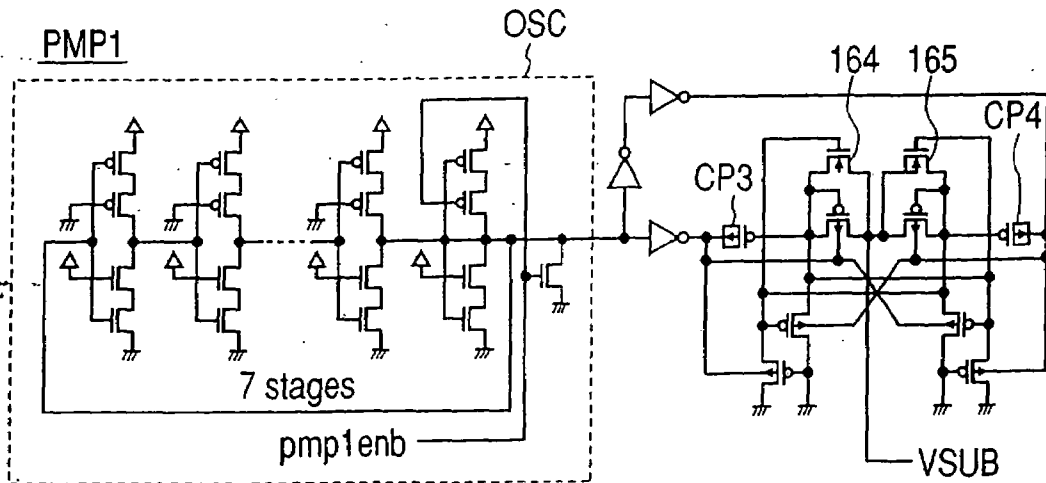 PMP1
OSC
164
165
CP3
CP4
7 stages
pmp1enb
VSUB